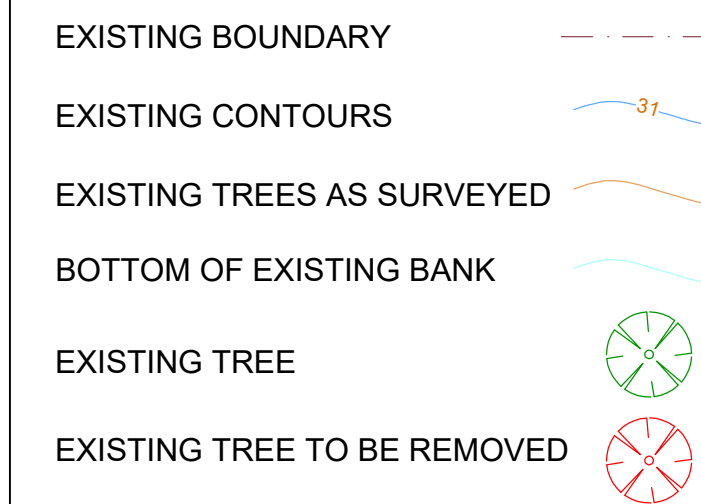 EXISTING BOUNDARY
EXISTING CONTOURS 31
EXISTING TREES AS SURVEYED
BOTTOM OF EXISTING BANK
EXISTING TREE
EXISTING TREE TO BE REMOVED